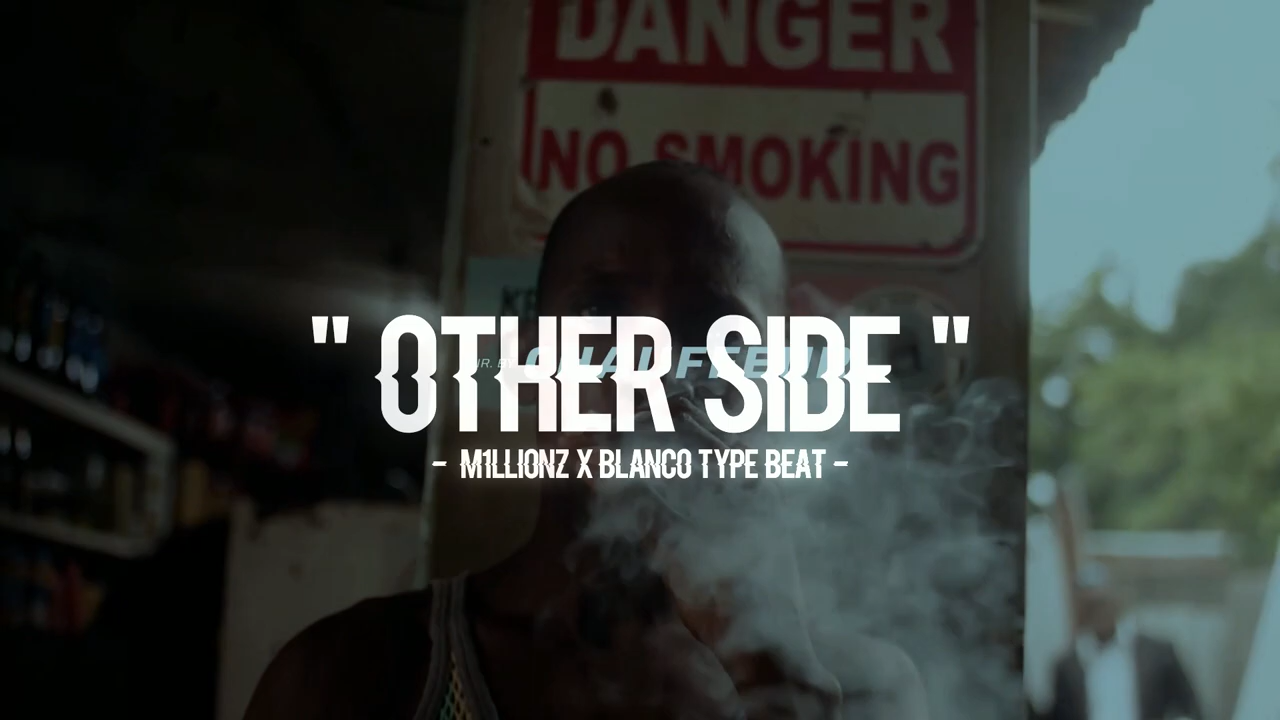 DANGER
NO SMOKING
" OTHER SIDE "
- M1LLIONZ X BLANCO TYPE BEAT -